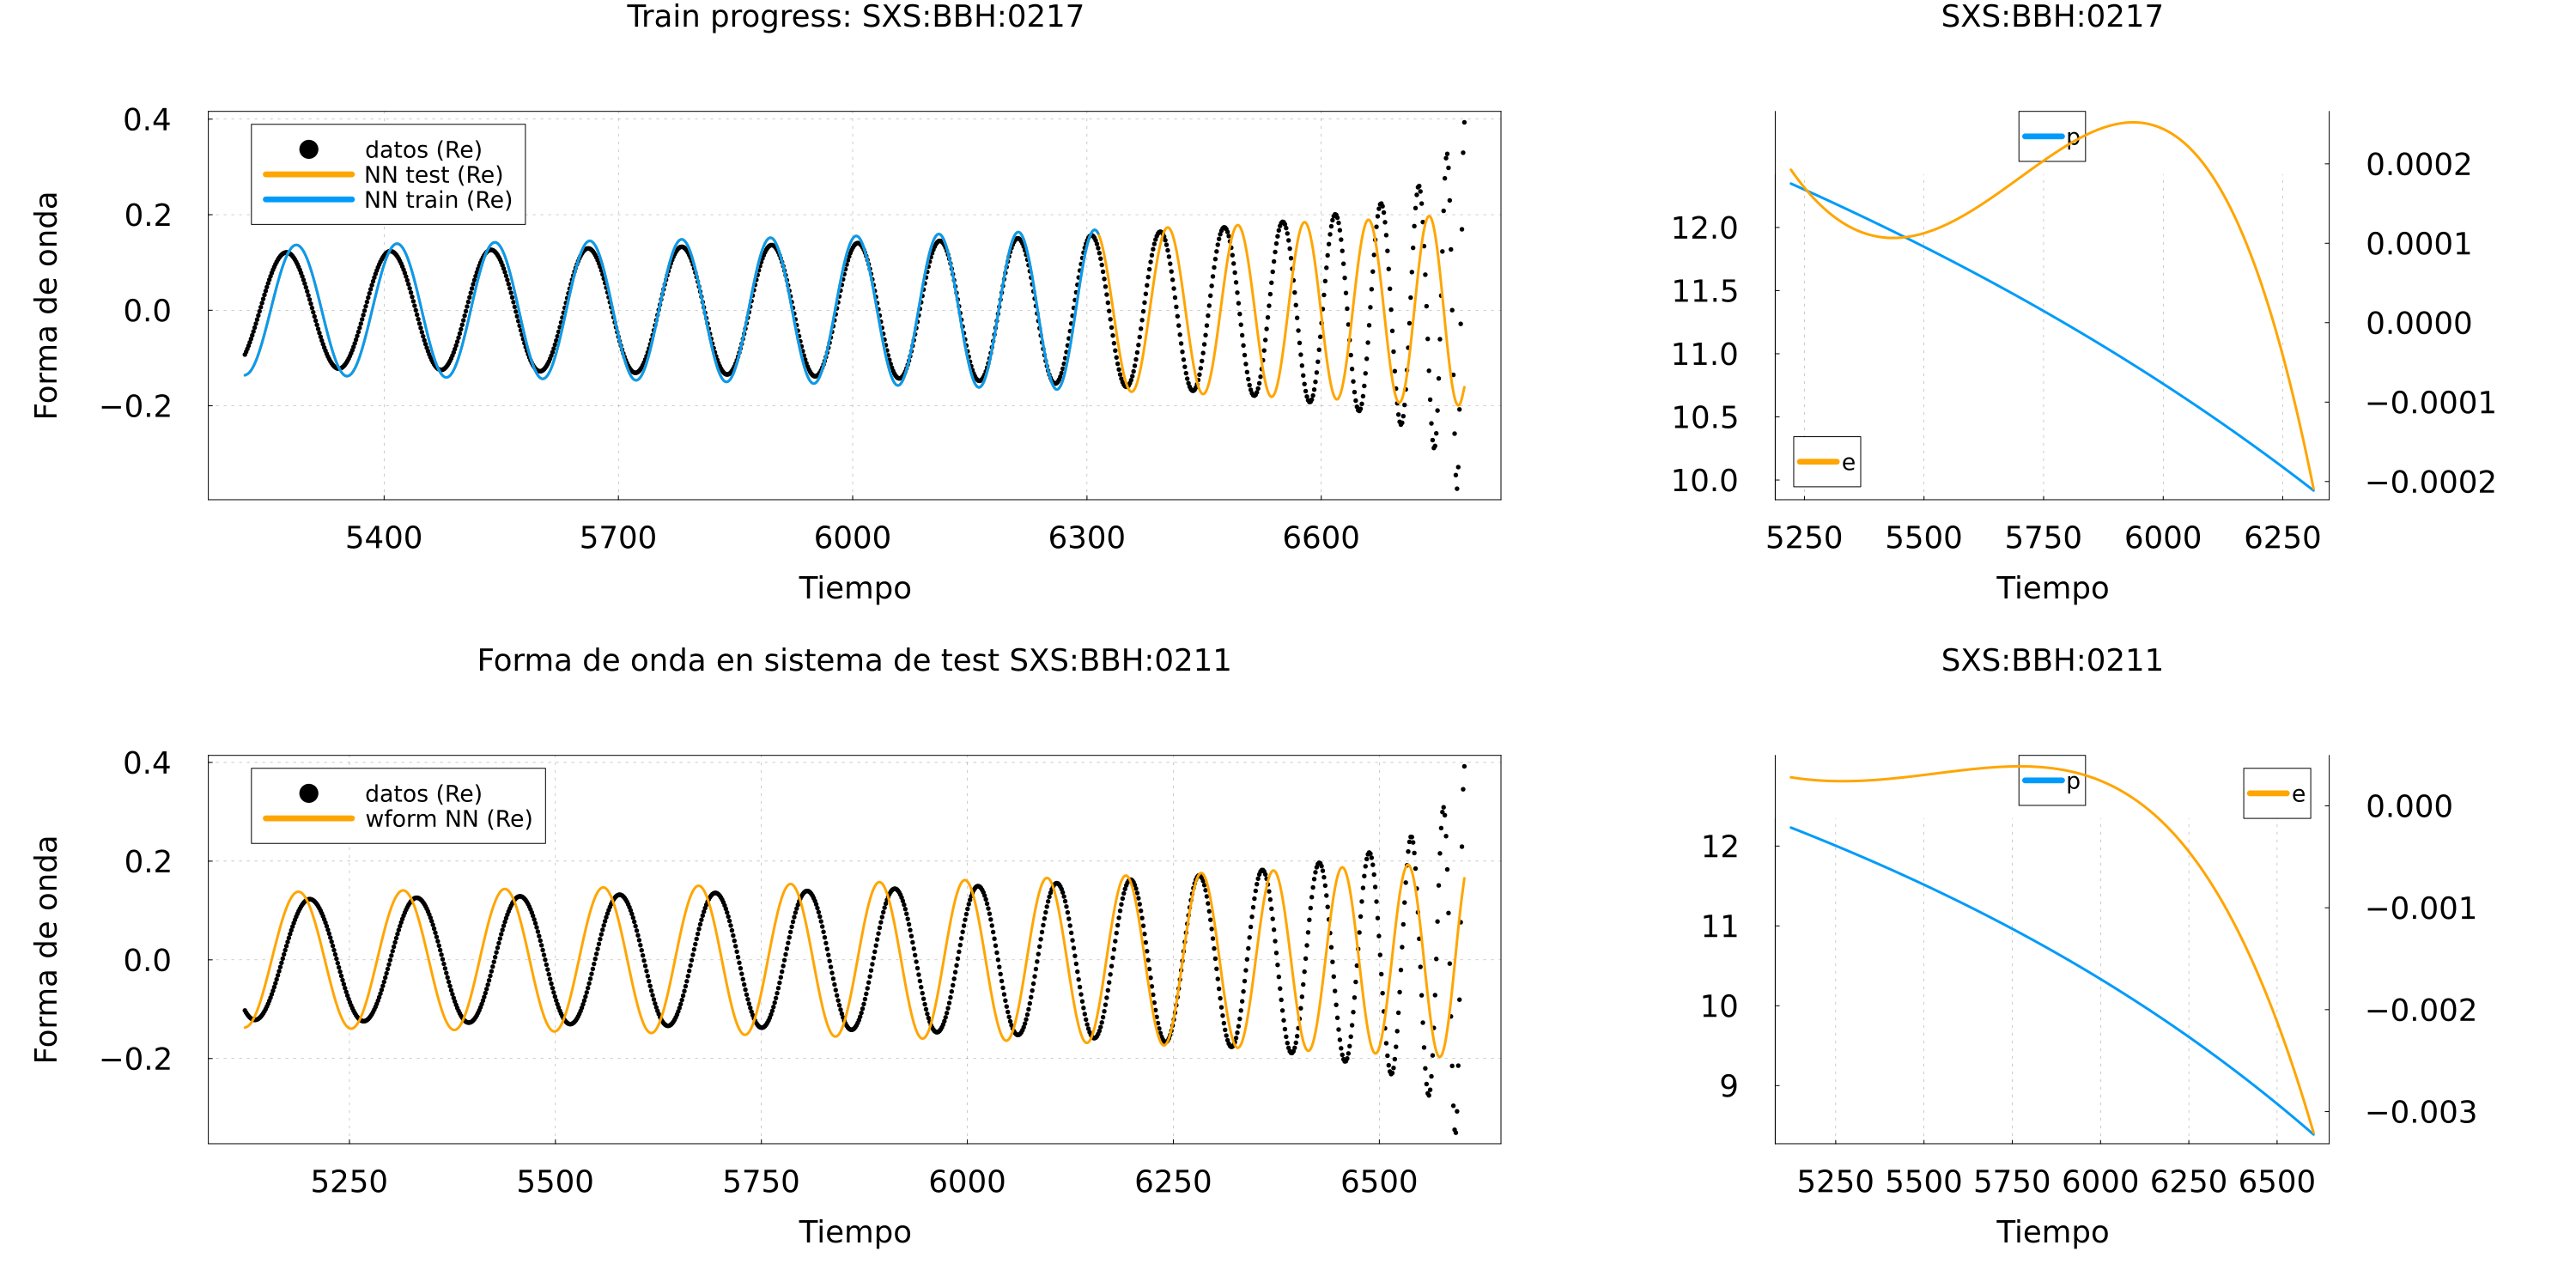 Train progress: SXS:BBH:0217
datos (Re)
NN test (Re)
NN train (Re)
Forma de onda
0.4
0.2
0.0
−0.2
5400 5700 6000 6300 6600
Tiempo
SXS:BBH:0217
p
e
12.0
11.5
11.0
10.5
10.0
0.0002
0.0001
0.0000
−0.0001
−0.0002
5250 5500 5750 6000 6250
Tiempo
Forma de onda en sistema de test SXS:BBH:0211
datos (Re)
wform NN (Re)
Forma de onda
0.4
0.2
0.0
−0.2
5250 5500 5750 6000 6250 6500
Tiempo
SXS:BBH:0211
p
e
12
11
10
9
0.000
−0.001
−0.002
−0.003
5250 5500 5750 6000 6250 6500
Tiempo